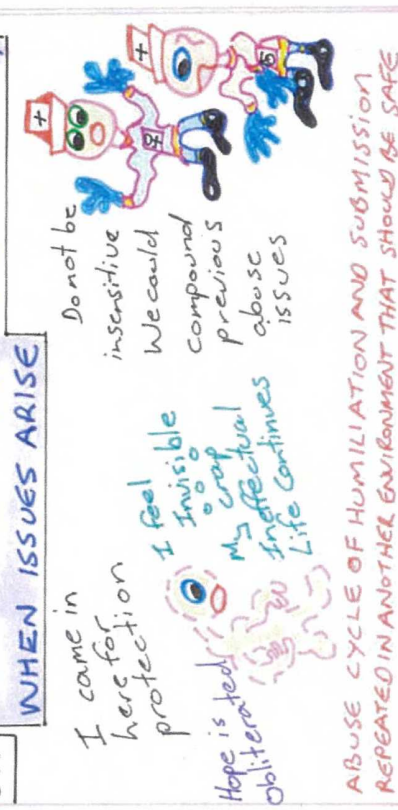 WHEN ISSUES ARISE
I came in
here for
protection
Hope is
Obliterated
I feel
Invisible
o crap
My
Ineffectual
Life Continues
Do not be
insensitive
We could
compound
previous
abuse
issues
ABUSE CYCLE OF HUMILIATION AND SUBMISSION
REPEATED IN ANOTHER ENVIRONMENT THAT SHOULD BE SAFE